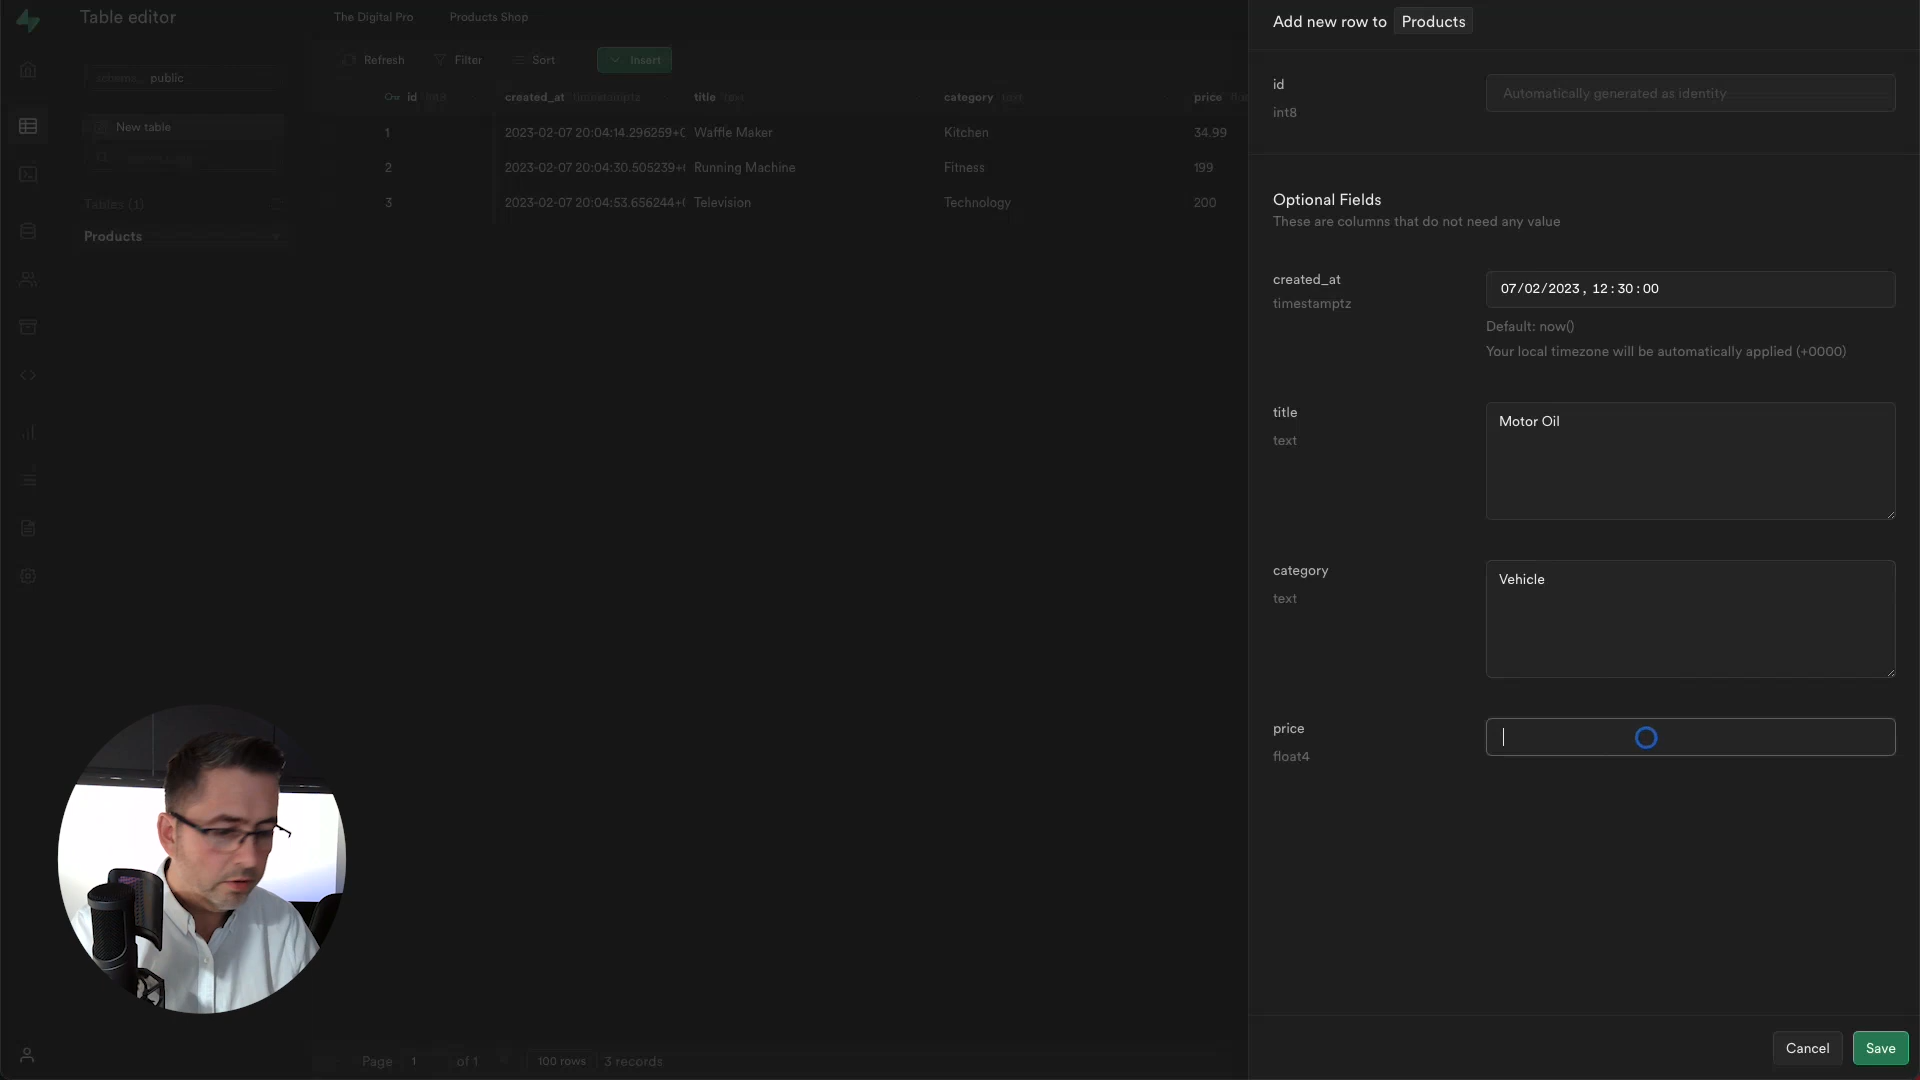 Table editor
The Digital Pro
Products Shop
Add new row to Products
schema
public
Refresh
Filter
Sort
Insert
New table
Tables (1)
Products
id
created_at timestamptz
title
category text
price
1
2023-02-07 20:04:14.296259+0
Waffle Maker
Kitchen
34.99
2
2023-02-07 20:04:30.505239+
Running Machine
Fitness
199
3
2023-02-07 20:04:53.656244+0
Television
Technology
200
id
int8
Automatically generated as identity
Optional Fields
These are columns that do not need any value
created_at
timestamptz
07/02/2023, 12:30:00
Default: now()
Your local timezone will be automatically applied (+0000)
title
text
Motor Oil
category
text
Vehicle
price
float4
Page 1 of 1
100 rows
3 records
Cancel
Save